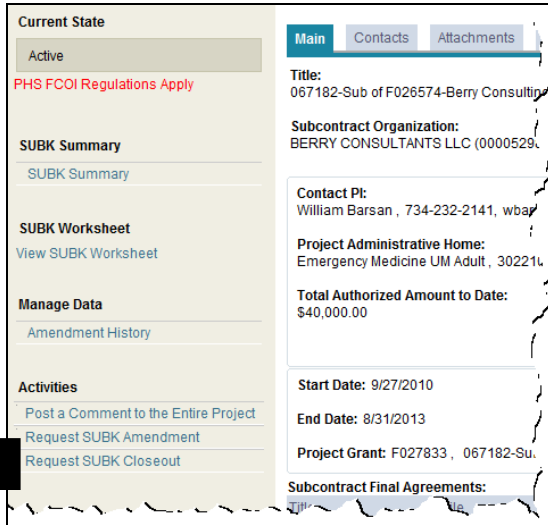 Current State
Active
PHS FCOI Regulations Apply
SUBK Summary
SUBK Summary
SUBK Worksheet
View SUBK Worksheet
Manage Data
Amendment History
Activities
Post a Comment to the Entire Project
Request SUBK Amendment
Request SUBK Closeout
Main Contacts Attachments
Title:
067182-Sub of F026574-Berry Consulting
Subcontract Organization:
BERRY CONSULTANTS LLC (0000529
Contact PI:
William Barsan , 734-232-2141, wbar
Project Administrative Home:
Emergency Medicine UM Adult , 30221
Total Authorized Amount to Date:
$40,000.00
Start Date: 9/27/2010
End Date: 8/31/2013
Project Grant: F027833 , 067182-Su
Subcontract Final Agreements: